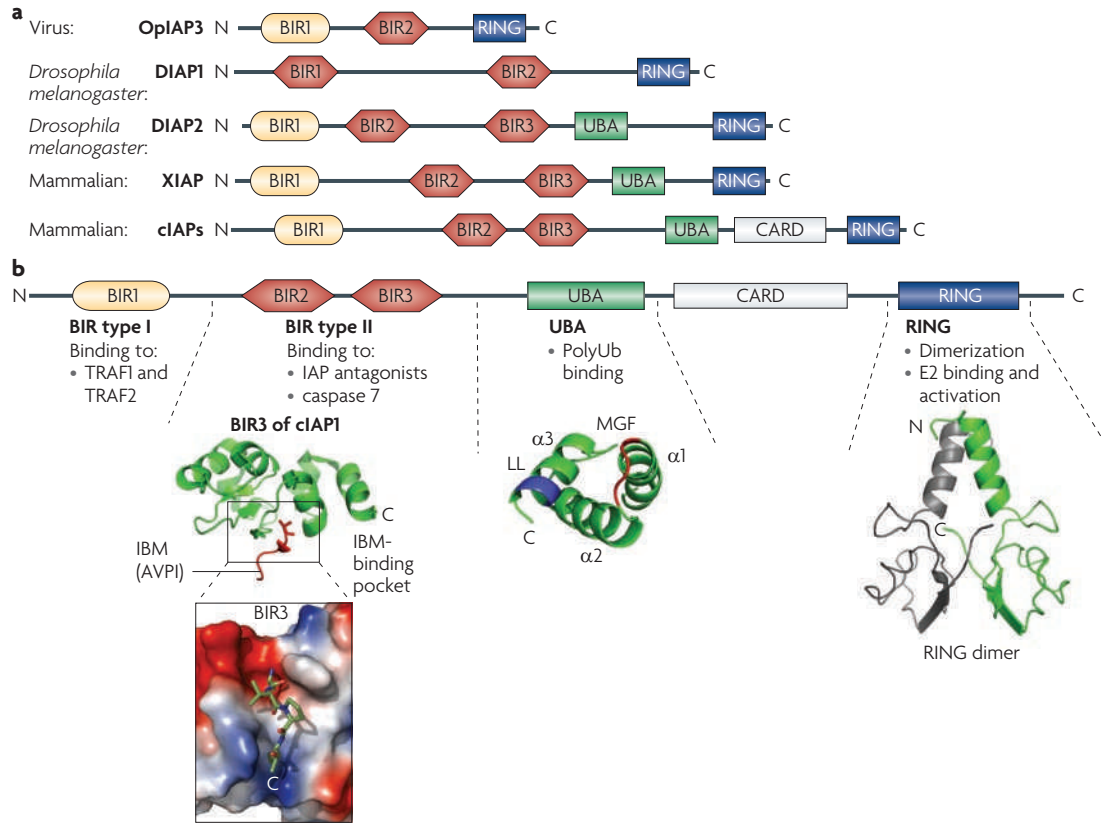 a
Virus: OpIAP3 N BIR1 BIR2 RING C
Drosophila melanogaster: DIAP1 N BIR1 BIR2 RING C
Drosophila melanogaster: DIAP2 N BIR1 BIR2 BIR3 UBA RING C
Mammalian: XIAP N BIR1 BIR2 BIR3 UBA RING C
Mammalian: cIAPs N BIR1 BIR2 BIR3 UBA CARD RING C
b
N BIR1 BIR2 BIR3 UBA CARD RING C
BIR type I
Binding to:
• TRAF1 and
TRAF2
BIR type II
Binding to:
• IAP antagonists
• caspase 7
UBA
• PolyUb
binding
RING
• Dimerization
• E2 binding and
activation
BIR3 of cIAP1
C
IBM
(AVPI)
IBM-
binding
pocket
BIR3
C
MGF
α3
α1
LL
C
α2
N
C
RING dimer